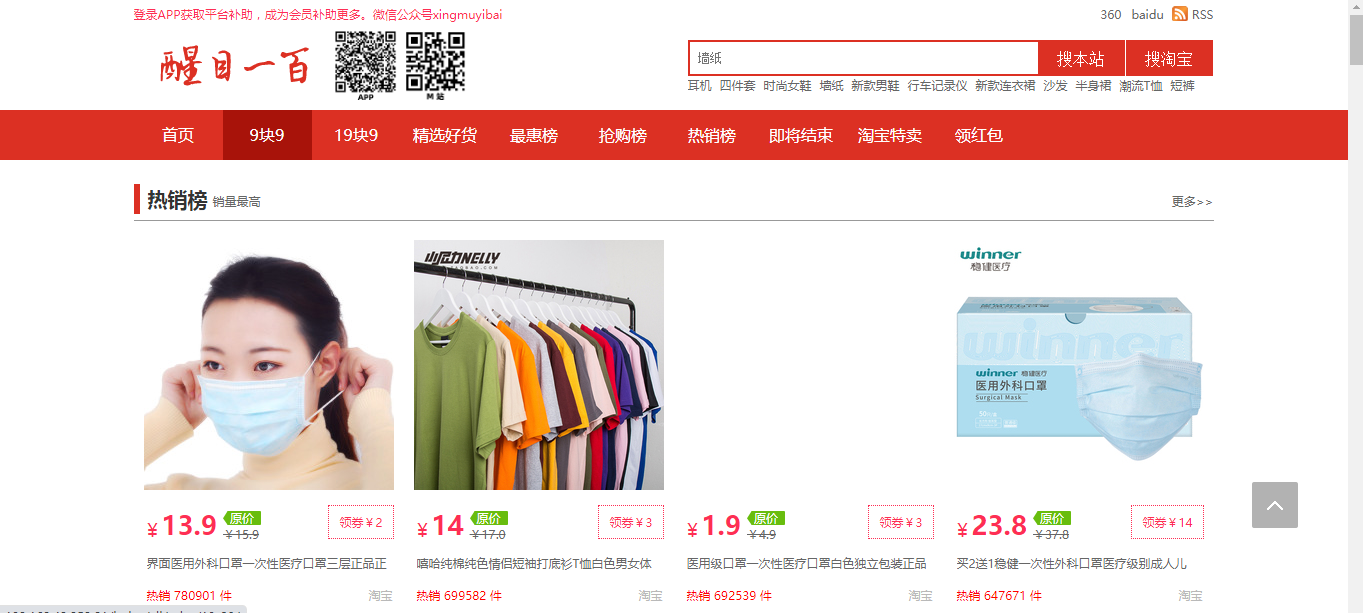 登录APP获取平台补助，成为会员补助更多。微信公众号xingmuyibai
360 baidu RSS
醒目一百
APP
M 站
墙纸
搜本站 搜淘宝
耳机 四件套 时尚女鞋 墙纸 新款男鞋 行车记录仪 新款连衣裙 沙发 半身裙 潮流T恤 短裤
首页 9块9 19块9 精选好货 最惠榜 抢购榜 热销榜 即将结束 淘宝特卖 领红包
热销榜 销量最高
更多>>
NELLY
winner
稳健医疗
winner
winner 稳健医疗
医用外科口罩
Surgical Mask
¥ 13.9 原价 ¥15.9 领券 ¥ 2
¥ 14 原价 ¥17.0 领券 ¥ 3
¥ 1.9 原价 ¥4.9 领券 ¥ 3
¥ 23.8 原价 ¥37.8 领券 ¥ 14
界面医用外科口罩一次性医疗口罩三层正品正
嘻哈纯棉纯色情侣短袖打底衫T恤白色男女体
医用级口罩一次性医疗口罩白色独立包装正品
买2送1稳健一次性外科口罩医疗级别成人儿
热销 780901 件 淘宝
热销 699582 件 淘宝
热销 692539 件 淘宝
热销 647671 件 淘宝